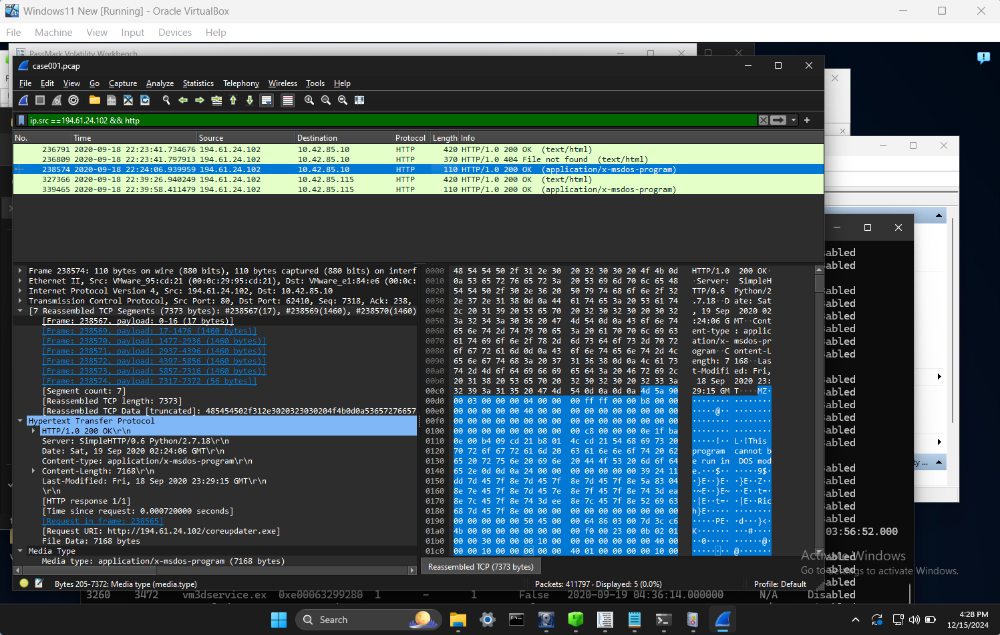 Windows11 New [Running] - Oracle VirtualBox
File Machine View Input Devices Help
PassMark Volatility Workbench
case001.pcap
File Edit View Go Capture Analyze Statistics Telephony Wireless Tools Help
ip.src ==194.61.24.102 && http
No. Time Source Destination Protocol Length Info
236791 2020-09-18 22:23:41.734676 194.61.24.102 10.42.85.10 HTTP 420 HTTP/1.0 200 OK (text/html)
236809 2020-09-18 22:23:41.797913 194.61.24.102 10.42.85.10 HTTP 370 HTTP/1.0 404 File not found (text/html)
238574 2020-09-18 22:24:06.939959 194.61.24.102 10.42.85.10 HTTP 110 HTTP/1.0 200 OK (application/x-msdos-program)
327366 2020-09-18 22:39:26.940249 194.61.24.102 10.42.85.115 HTTP 420 HTTP/1.0 200 OK (text/html)
339465 2020-09-18 22:39:58.411479 194.61.24.102 10.42.85.115 HTTP 110 HTTP/1.0 200 OK (application/x-msdos-program)
Frame 238574: 110 bytes on wire (880 bits), 110 bytes captured (880 bits) on interf
Ethernet II, Src: VMware_95:cd:21 (00:0c:29:95:cd:21), Dst: VMware_e1:84:e6 (00:0c:
Internet Protocol Version 4, Src: 194.61.24.102, Dst: 10.42.85.10
Transmission Control Protocol, Src Port: 80, Dst Port: 62410, Seq: 7318, Ack: 238,
[7 Reassembled TCP Segments (7373 bytes): #238567(17), #238569(1460), #238570(1460)
[Frame: 238567, payload: 0-16 (17 bytes)]
[Frame: 238569, payload: 17-1476 (1460 bytes)]
[Frame: 238570, payload: 1477-2936 (1460 bytes)]
[Frame: 238571, payload: 2937-4396 (1460 bytes)]
[Frame: 238572, payload: 4397-5856 (1460 bytes)]
[Frame: 238573, payload: 5857-7316 (1460 bytes)]
[Frame: 238574, payload: 7317-7372 (56 bytes)]
[Segment count: 7]
[Reassembled TCP length: 7373]
[Reassembled TCP Data [truncated]: 485454502f312e3020323030204f4b0d0a53657276657
Hypertext Transfer Protocol
HTTP/1.0 200 OK\r\n
Server: SimpleHTTP/0.6 Python/2.7.18\r\n
Date: Sat, 19 Sep 2020 02:24:06 GMT\r\n
Content-type: application/x-msdos-program\r\n
Content-Length: 7168\r\n
Last-Modified: Fri, 18 Sep 2020 23:29:15 GMT\r\n
\r\n
[HTTP response 1/1]
[Time since request: 0.000720000 seconds]
[Request in frame: 238565]
[Request URI: http://194.61.24.102/coreupdater.exe]
File Data: 7168 bytes
Media Type
Media type: application/x-msdos-program (7168 bytes)
0000 48 54 54 50 2f 31 2e 30 20 32 30 30 20 4f 4b 0d HTTP/1.0 200 OK·
0010 0a 53 65 72 76 65 72 3a 20 53 69 6d 70 6c 65 48 ·Server: SimpleH
0020 54 54 50 2f 30 2e 36 20 50 79 74 68 6f 6e 2f 32 TTP/0.6 Python/2
0030 2e 37 2e 31 38 0d 0a 44 61 74 65 3a 20 53 61 74 .7.18··D ate: Sat
0040 2c 20 31 39 20 53 65 70 20 32 30 32 30 20 30 32 , 19 Sep 2020 02
0050 3a 32 34 3a 30 36 20 47 4d 54 0d 0a 43 6f 6e 74 :24:06 G MT··Cont
0060 65 6e 74 2d 74 79 70 65 3a 20 61 70 70 6c 69 63 ent-type : applic
0070 61 74 69 6f 6e 2f 78 2d 6d 73 64 6f 73 2d 70 72 ation/x- msdos-pr
0080 6f 67 72 61 6d 0d 0a 43 6f 6e 74 65 6e 74 2d 4c ogram··C ontent-L
0090 65 6e 67 74 68 3a 20 37 31 36 38 0d 0a 4c 61 73 ength: 7 168··Las
00a0 74 2d 4d 6f 64 69 66 69 65 64 3a 20 46 72 69 2c t-Modifi ed: Fri,
00b0 20 31 38 20 53 65 70 20 32 30 32 30 20 32 33 3a 18 Sep 2020 23:
00c0 32 39 3a 31 35 20 47 4d 54 0d 0a 0d 0a 4d 5a 90 29:15 GM T····MZ·
00d0 00 03 00 00 00 04 00 00 00 ff ff 00 00 b8 00 00 ········ ········
00e0 00 00 00 00 00 40 00 00 00 00 00 00 00 00 00 00 ·····@·· ········
00f0 00 00 00 00 00 00 00 00 00 00 00 00 00 00 00 00 ········ ········
0100 00 00 00 00 00 00 00 00 00 c8 00 00 00 0e 1f ba ········ ········
0110 0e 00 b4 09 cd 21 b8 01 4c cd 21 54 68 69 73 20 ·····!·· L·!This
0120 70 72 6f 67 72 61 6d 20 63 61 6e 6e 6f 74 20 62 program cannot b
0130 65 20 72 75 6e 20 69 6e 20 44 4f 53 20 6d 6f 64 e run in DOS mod
0140 65 2e 0d 0d 0a 24 00 00 00 00 00 00 00 39 24 11 e.···$·· ·····9$·
0150 dd 7d 45 7f 8e 7d 45 7f 8e 7d 45 7f 8e 5a 83 04 ·}E··}E· ·}E··Z··
0160 8e 7e 45 7f 8e 7d 45 7e 8e 7f 45 7f 8e 74 3d ea ·~E··}E~ ··E··t=·
0170 8e 7c 45 7f 8e 74 3d ee 8e 7c 45 7f 8e 52 69 63 ·|E··t=· ·|E··Ric
0180 68 7d 45 7f 8e 00 00 00 00 00 00 00 00 00 00 00 h}E····· ········
0190 00 00 00 00 00 50 45 00 00 64 86 03 00 7d 3c c6 ·····PE· ·d···}<·
01a0 4b 00 00 00 00 00 00 00 00 f0 00 23 00 0b 02 01 K······· ···#····
01b0 00 00 30 00 00 00 10 00 00 00 00 00 00 00 40 00 ··0····· ······@·
01c0 00 00 10 00 00 00 00 00 00 40 01 00 00 00 10 00 ········ ·@······
Reassembled TCP (7373 bytes)
Bytes 205-7372: Media type (media.type)
Packets: 411797 · Displayed: 5 (0.0%)
Profile: Default
abled
abled
abled
abled
abled
abled
abled
abled
abled
abled
abled
abled
abled
abled
ty ...
abled
abled
abled
abled
abled
03:56:52.000
abled
abled
abled
Activate Windows
Go to Settings to activate Windows.
3260 3472 vm3dservice.ex 0xe00063299280 1 - 1 False 2020-09-19 04:36:14.000000 N/A Disabled
Search
4:28 PM
12/15/2024